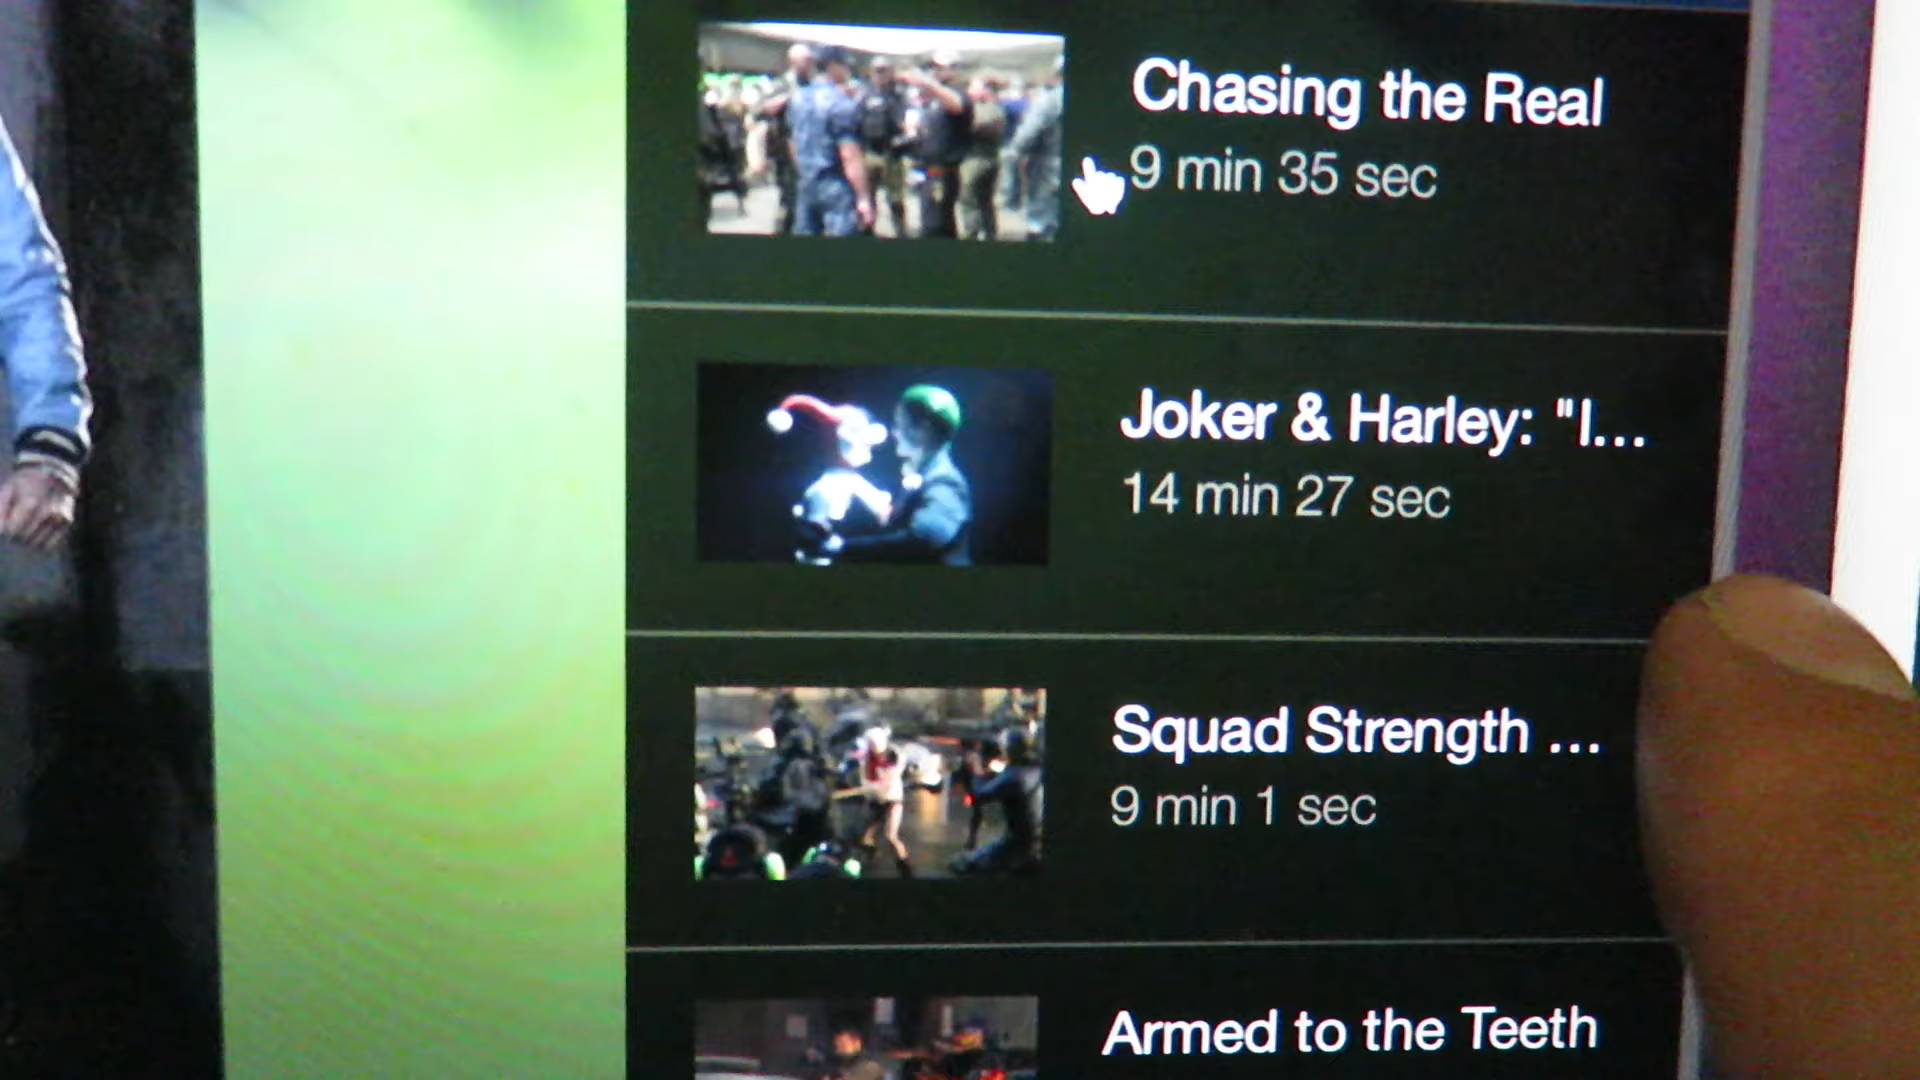 Chasing the Real
9 min 35 sec
Joker & Harley: "I...
14 min 27 sec
Squad Strength ...
9 min 1 sec
Armed to the Teeth